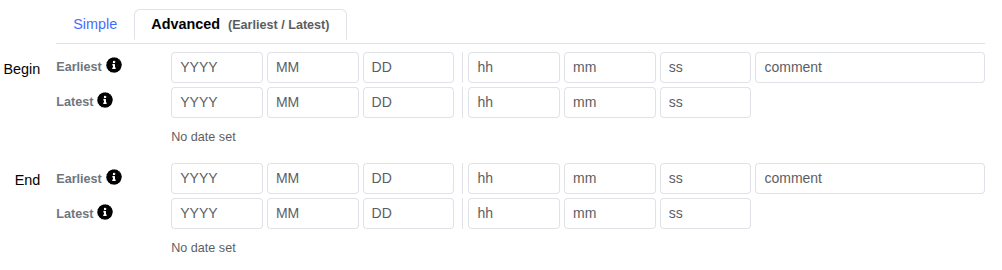 Simple Advanced (Earliest / Latest)
Begin Earliest YYYY MM DD hh mm ss comment
Latest YYYY MM DD hh mm ss
No date set
End Earliest YYYY MM DD hh mm ss comment
Latest YYYY MM DD hh mm ss
No date set